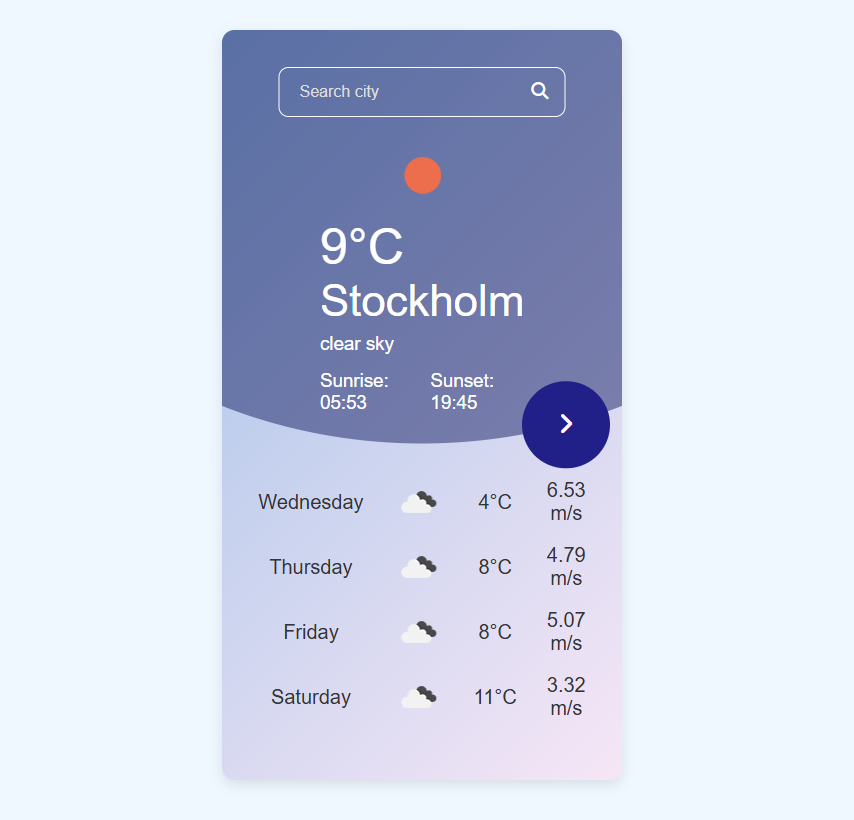 Search city
9°C
Stockholm
clear sky
Sunrise: Sunset:
05:53 19:45
Wednesday 4°C 6.53 m/s
Thursday 8°C 4.79 m/s
Friday 8°C 5.07 m/s
Saturday 11°C 3.32 m/s